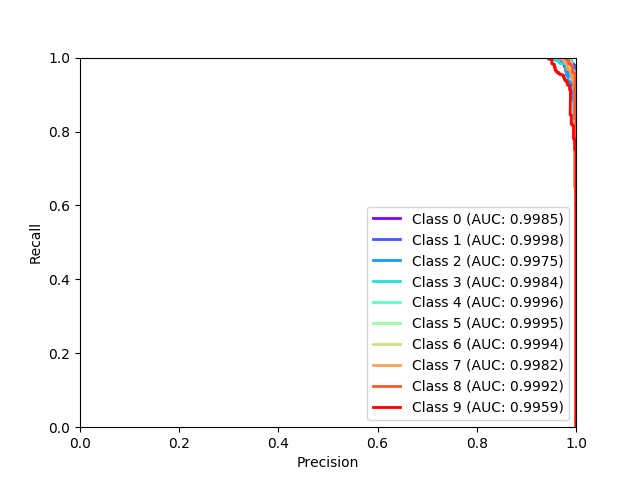 1.0
0.8
0.6
0.4
0.2
0.0
Recall
0.0 0.2 0.4 0.6 0.8 1.0
Precision
Class 0 (AUC: 0.9985)
Class 1 (AUC: 0.9998)
Class 2 (AUC: 0.9975)
Class 3 (AUC: 0.9984)
Class 4 (AUC: 0.9996)
Class 5 (AUC: 0.9995)
Class 6 (AUC: 0.9994)
Class 7 (AUC: 0.9982)
Class 8 (AUC: 0.9992)
Class 9 (AUC: 0.9959)